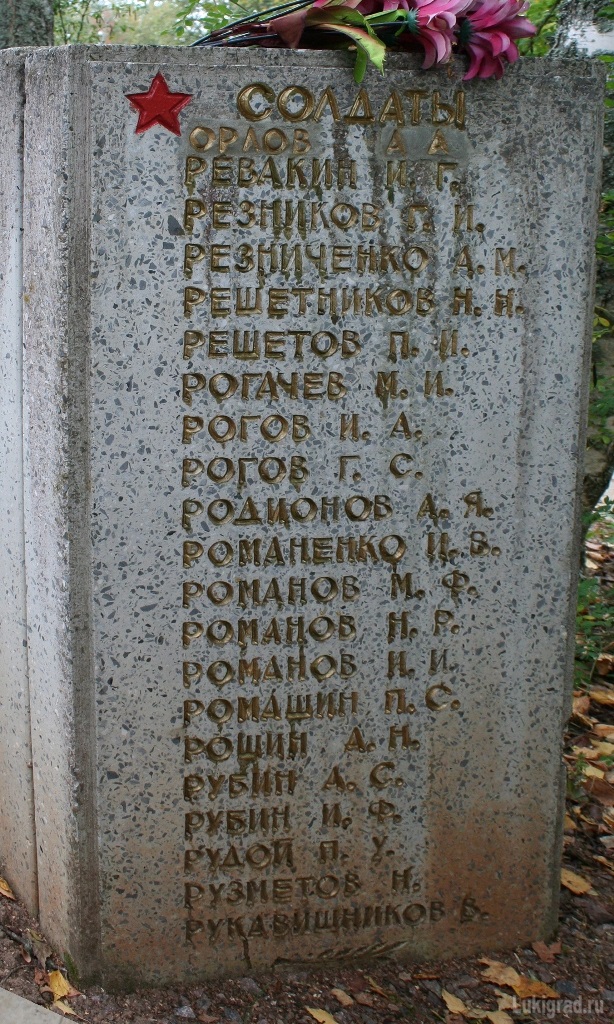 СОЛДАТЫ
ОРЛОВ А А
РЕВАКИН И. Г.
РЕЗНИКОВ П. И.
РЕЗНИЧЕНКО А. М.
РЕШЕТНИКОВ Н. Н.
РЕШЕТОВ П. И.
РОГАЧЕВ М. И.
РОГОВ И. А.
РОГОВ Г. С.
РОДИОНОВ А. Я.
РОМАНЕНКО И. В.
РОМАНОВ М. Ф.
РОМАНОВ Н. Р.
РОМАНОВ И. И.
РОМАШИН П. С.
РОЩИН А. Н.
РУБИН А. С.
РУБИН И. Ф.
РУДОЙ П. У.
РУЗМЕТОВ Н.
РУКАВИШНИКОВ В.
Lukigrad.ru